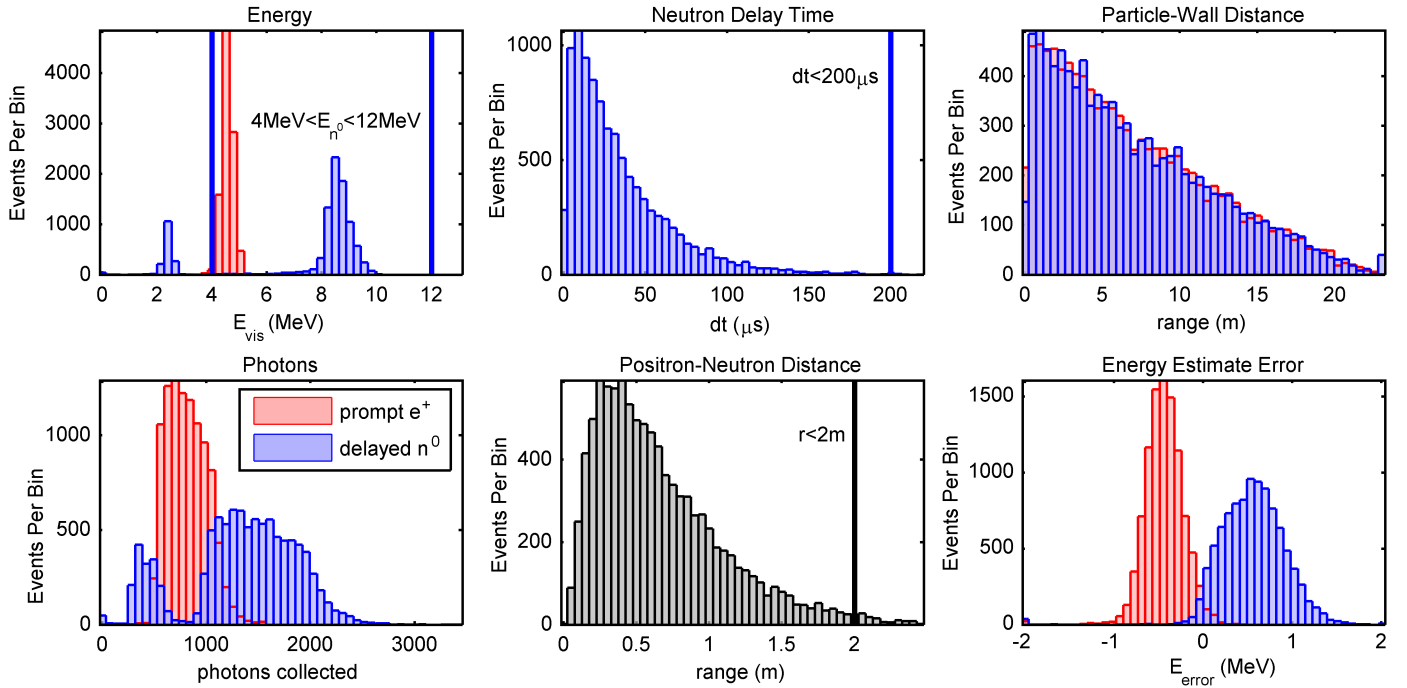 Energy
Events Per Bin
4000
3000
2000
1000
0
4MeV<E_n⁰<12MeV
0 2 4 6 8 10 12
E_vis (MeV)
Neutron Delay Time
Events Per Bin
1000
500
0
dt<200μs
0 50 100 150 200
dt (μs)
Particle-Wall Distance
Events Per Bin
400
300
200
100
0
0 5 10 15 20
range (m)
Photons
Events Per Bin
1000
500
0
prompt e⁺
delayed n⁰
0 1000 2000 3000
photons collected
Positron-Neutron Distance
Events Per Bin
400
200
0
r<2m
0 0.5 1 1.5 2
range (m)
Energy Estimate Error
Events Per Bin
1500
1000
500
0
-2 -1 0 1 2
E_error (MeV)